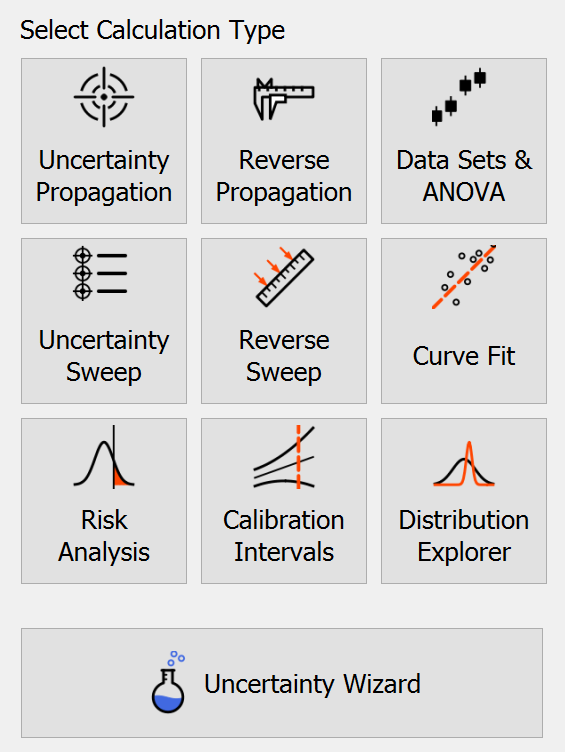 Select Calculation Type
Uncertainty
Propagation
Reverse
Propagation
Data Sets &
ANOVA
Uncertainty
Sweep
Reverse
Sweep
Curve Fit
Risk
Analysis
Calibration
Intervals
Distribution
Explorer
Uncertainty Wizard